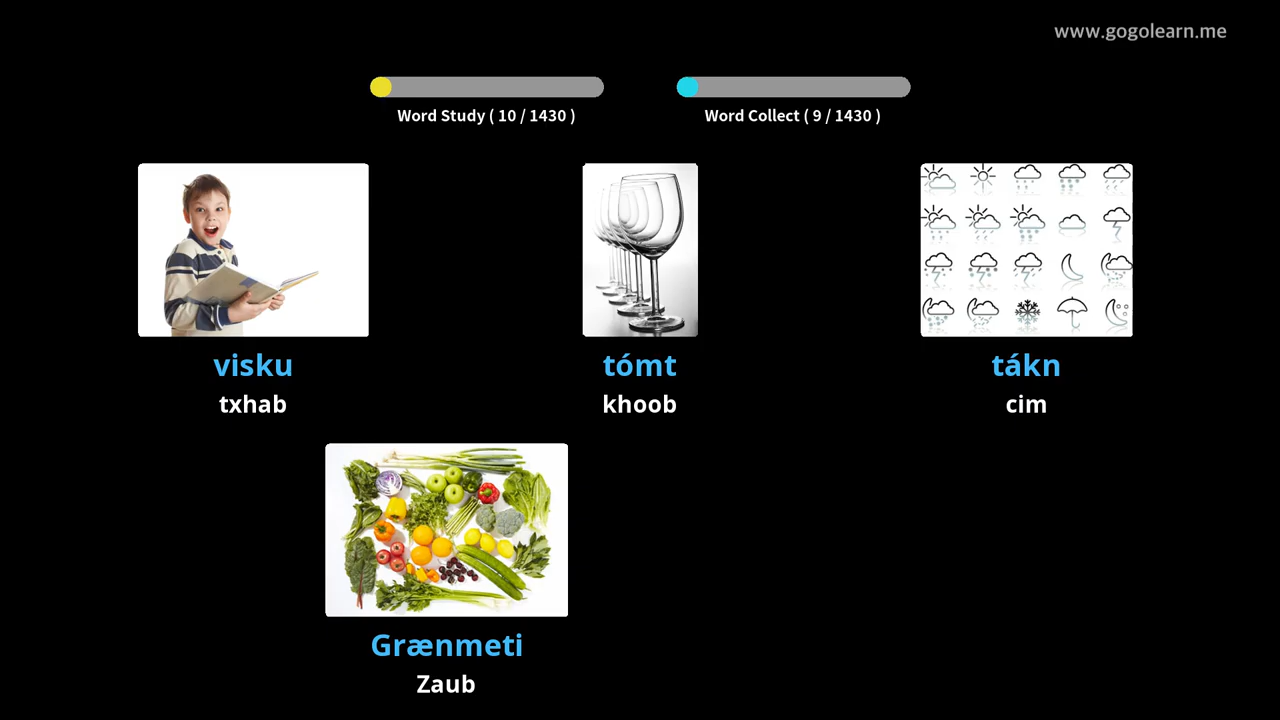 www.gogolearn.me
Word Study ( 10 / 1430 )
Word Collect ( 9 / 1430 )
visku
txhab
tómt
khoob
tákn
cim
Grænmeti
Zaub